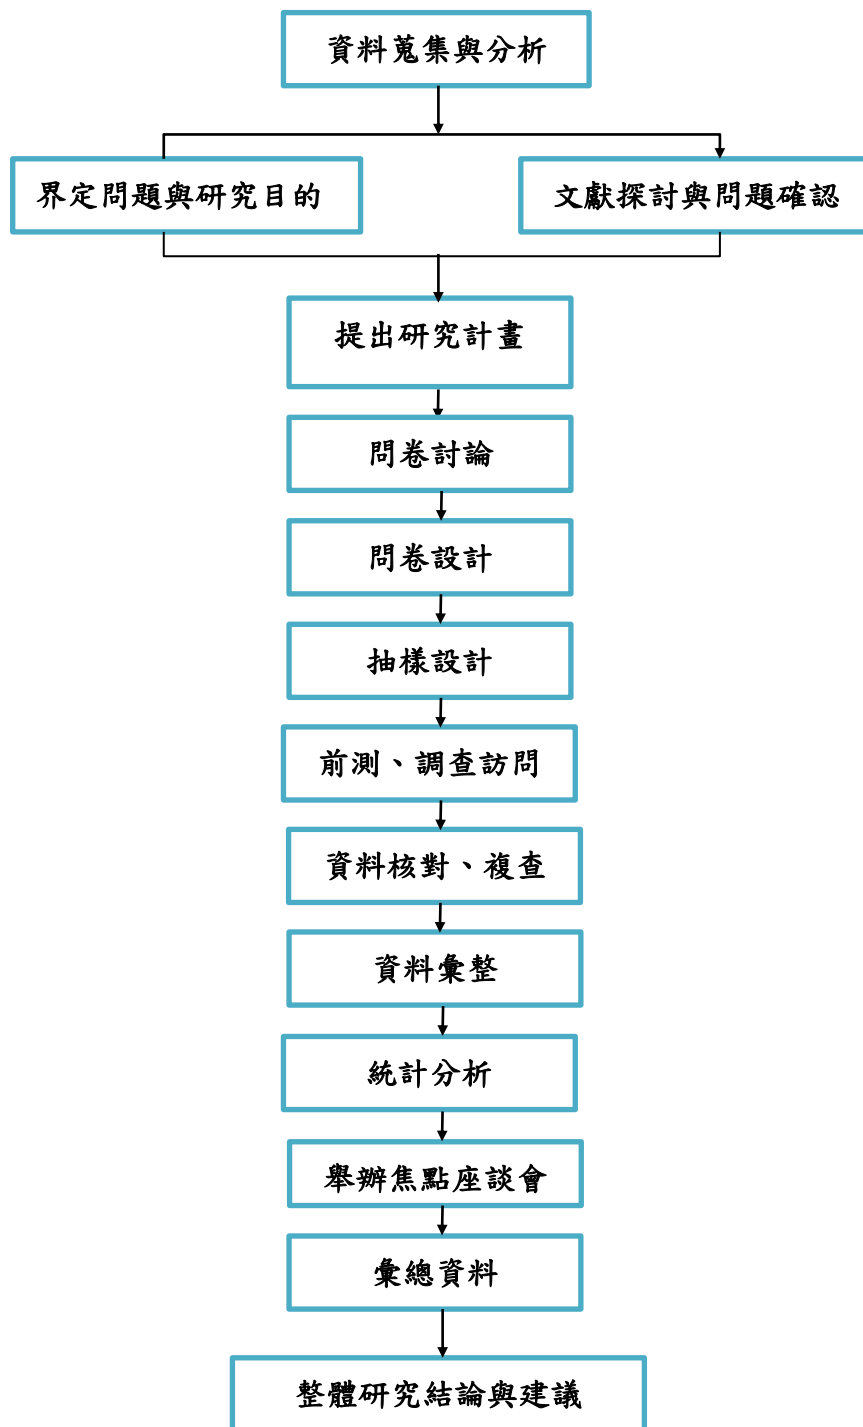 資料蒐集與分析
界定問題與研究目的
文獻探討與問題確認
提出研究計畫
問卷討論
問卷設計
抽樣設計
前測、調查訪問
資料核對、複查
資料彙整
統計分析
舉辦焦點座談會
彙總資料
整體研究結論與建議